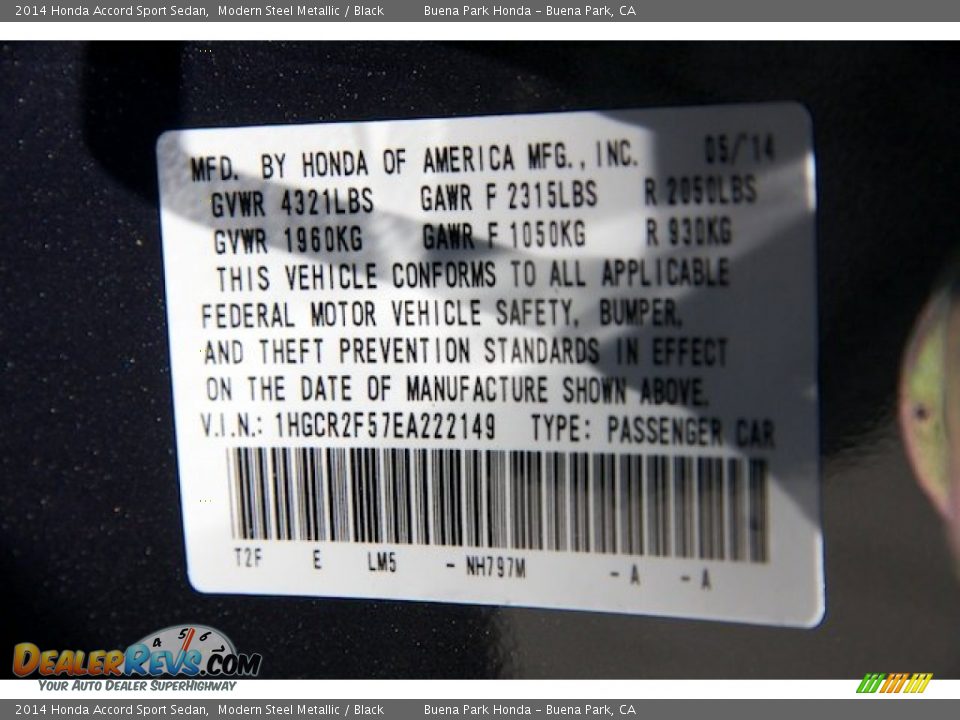 2014 Honda Accord Sport Sedan, Modern Steel Metallic / Black Buena Park Honda - Buena Park, CA
MFD. BY HONDA OF AMERICA MFG., INC. 05/'14
GVWR 4321LBS GAWR F 2315LBS R 2050LBS
GVWR 1960KG GAWR F 1050KG R 930KG
THIS VEHICLE CONFORMS TO ALL APPLICABLE
FEDERAL MOTOR VEHICLE SAFETY, BUMPER,
AND THEFT PREVENTION STANDARDS IN EFFECT
ON THE DATE OF MANUFACTURE SHOWN ABOVE.
V.I.N.: 1HGCR2F57EA222149 TYPE: PASSENGER CAR
T2F E LM5 - NH797M - A - A
4 5 6
DealerRevs.com
Your Auto Dealer SuperHighway
2014 Honda Accord Sport Sedan, Modern Steel Metallic / Black Buena Park Honda - Buena Park, CA